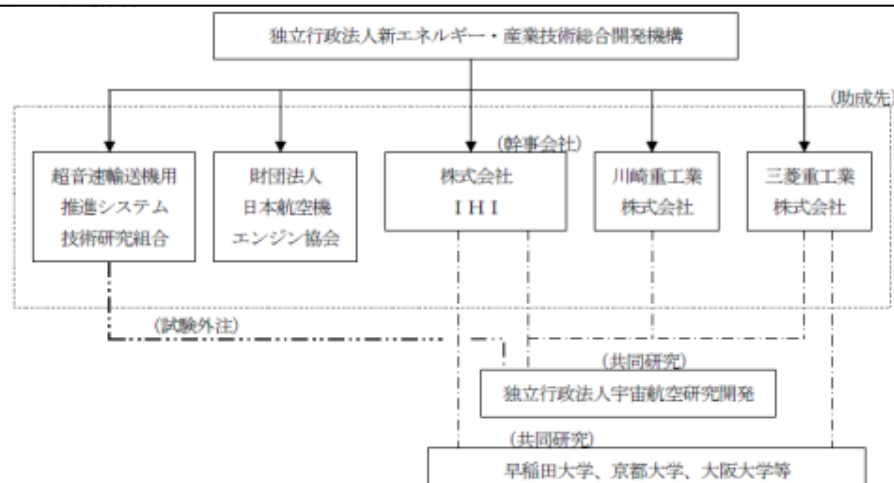 独立行政法人新エネルギー・産業技術総合開発機構
(助成先)
(幹事会社)
超音速輸送機用
推進システム
技術研究組合
財団法人
日本航空機
エンジン協会
株式会社
ＩＨＩ
川崎重工業
株式会社
三菱重工業
株式会社
(試験外注)
(共同研究)
独立行政法人宇宙航空研究開発
(共同研究)
早稲田大学、京都大学、大阪大学等